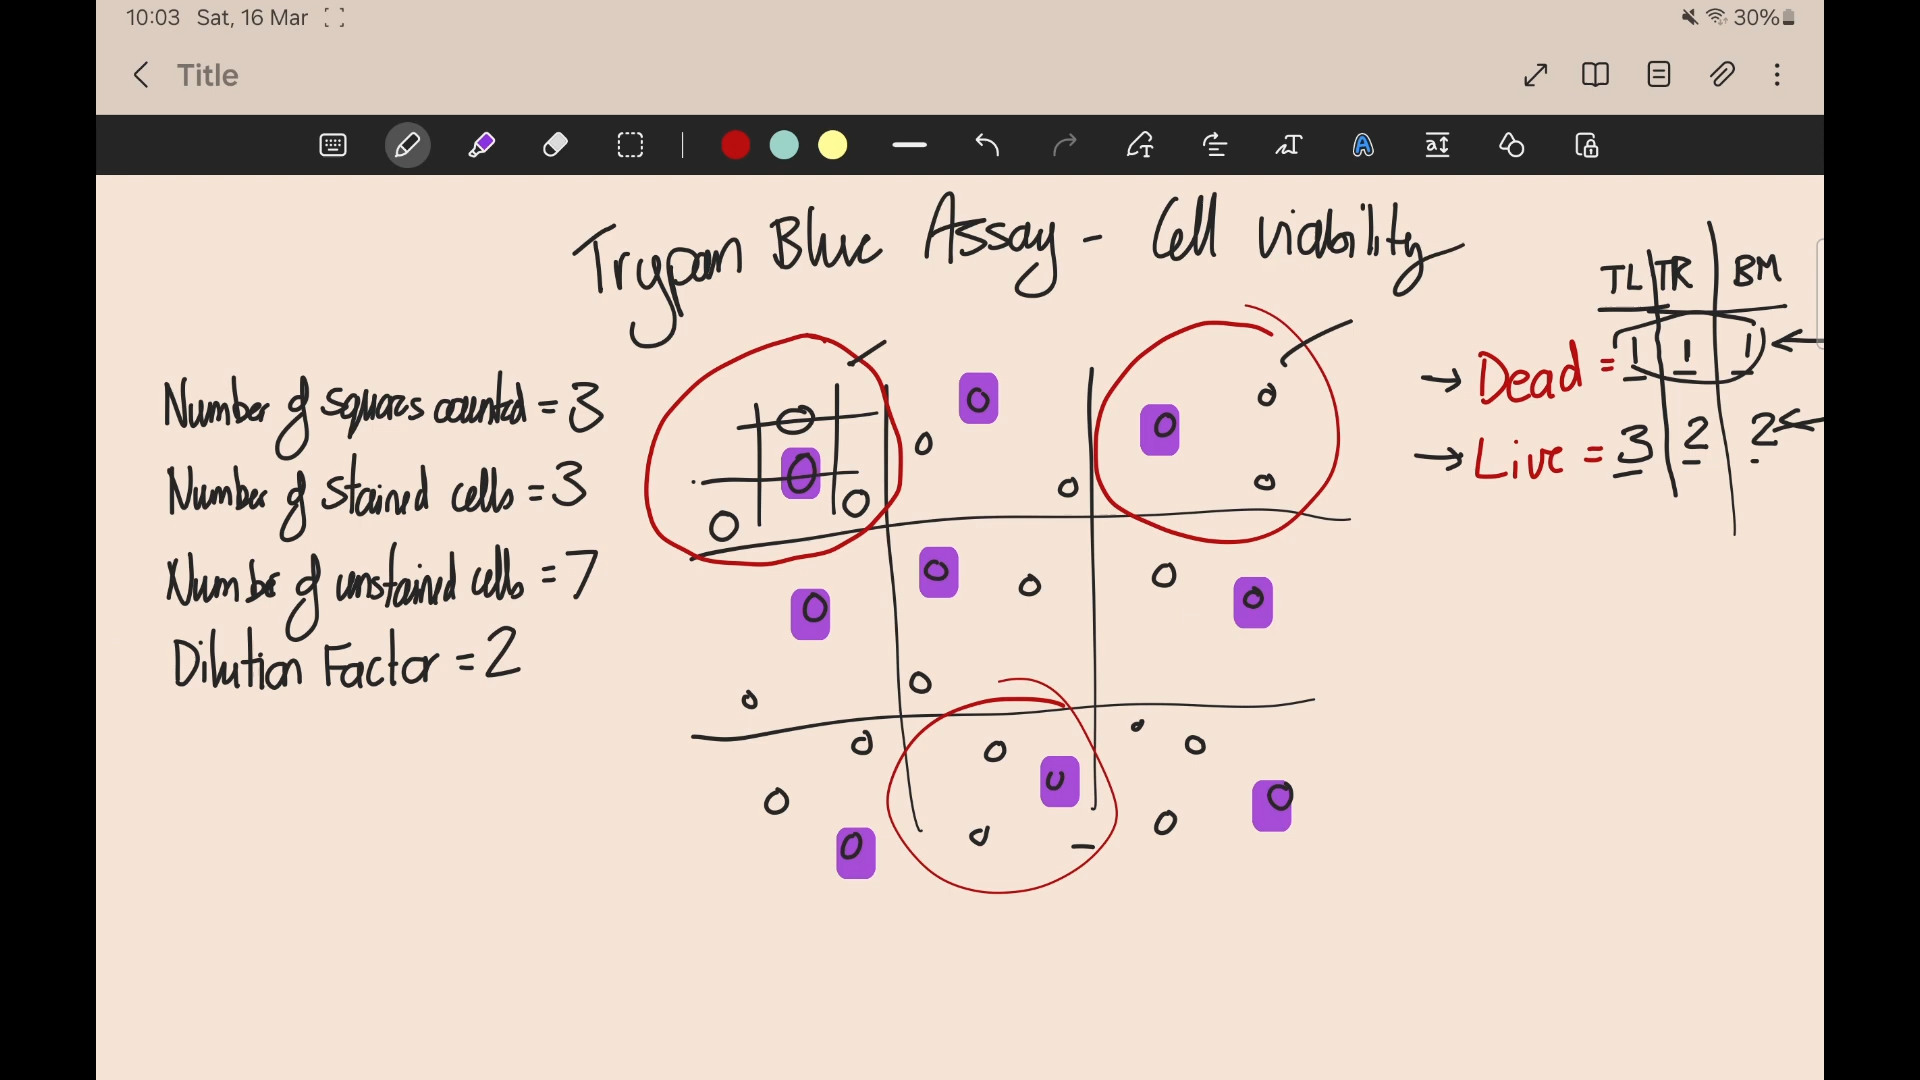 10:03 Sat, 16 Mar 30%
Title
Trypan Blue Assay - Cell viability
TL TR BM
→ Dead = 1 1 1
→ Live = 3 2 2
Number of squares counted = 3
Number of stained cells = 3
Number of unstained cells = 7
Dilution Factor = 2